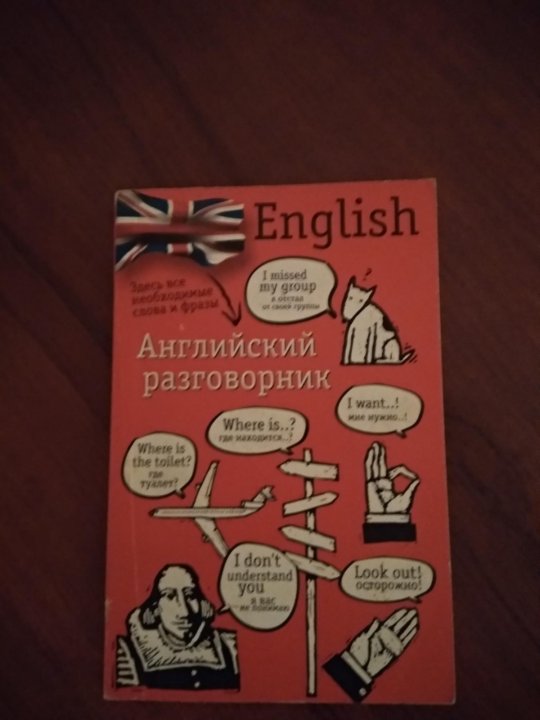 English
Здесь все
необходимые
слова и фразы
I missed
my group
я отстал
от своей группы
Английский
разговорник
I want..!
мне нужно..!
Where is..?
где находится..?
Where is
the toilet?
где
туалет?
I don't
understand
you
я вас
не понимаю
Look out!
осторожно!